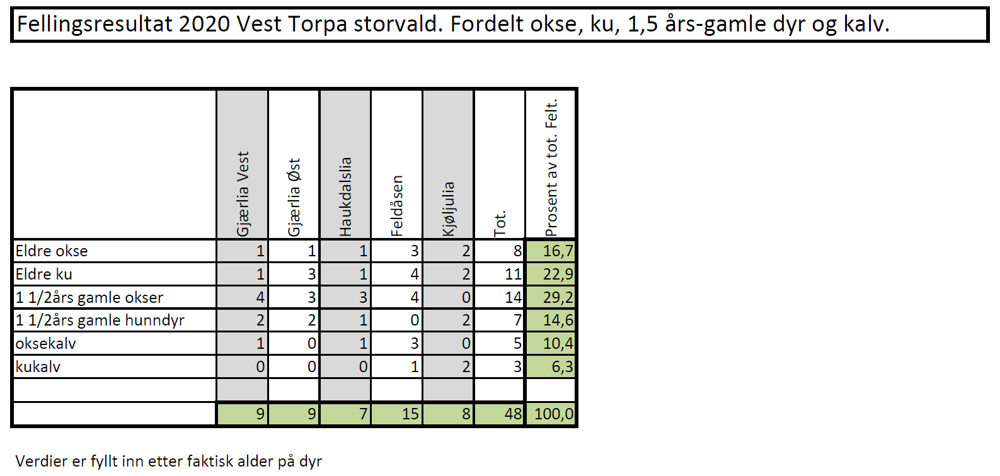 Fellingsresultat 2020 Vest Torpa storvald. Fordelt okse, ku, 1,5 års-gamle dyr og kalv.
Gjærlia Vest Gjærlia Øst Haukdalslia Feldåsen Kjøljulia Tot. Prosent av tot. Felt.
Eldre okse 1 1 1 3 2 8 16,7
Eldre ku 1 3 1 4 2 11 22,9
1 1/2års gamle okser 4 3 3 4 0 14 29,2
1 1/2års gamle hunndyr 2 2 1 0 2 7 14,6
oksekalv 1 0 1 3 0 5 10,4
kukalv 0 0 0 1 2 3 6,3
9 9 7 15 8 48 100,0
Verdier er fyllt inn etter faktisk alder på dyr